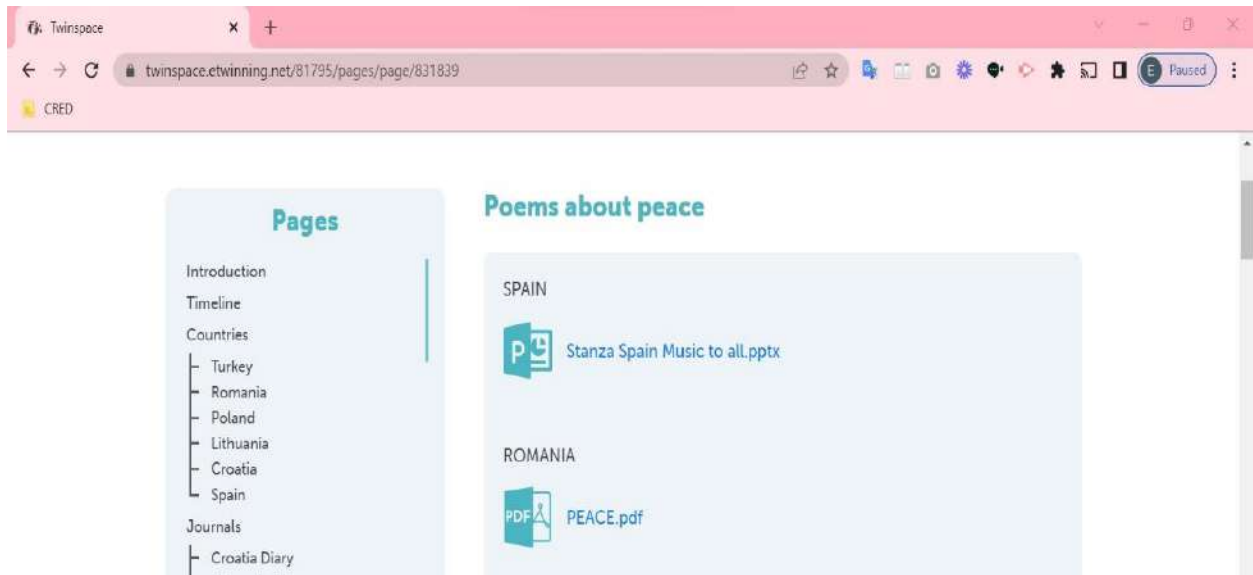 Twinspace
twinspace.etwinning.net/81795/pages/page/831839
E Paused
CRED
Pages
Introduction
Timeline
Countries
Turkey
Romania
Poland
Lithuania
Croatia
Spain
Journals
Croatia Diary
Poems about peace
SPAIN
P
Stanza Spain Music to all.pptx
ROMANIA
PDF
PEACE.pdf